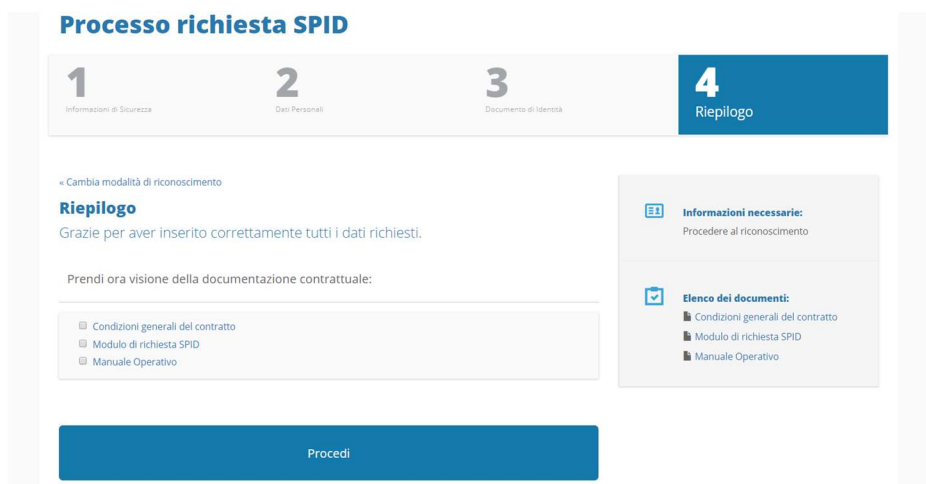 Processo richiesta SPID
1
Informazioni di Sicurezza
2
Dati Personali
3
Documento di Identità
4
Riepilogo
« Cambia modalità di riconoscimento
Riepilogo
Grazie per aver inserito correttamente tutti i dati richiesti.
Prendi ora visione della documentazione contrattuale:
Condizioni generali del contratto
Modulo di richiesta SPID
Manuale Operativo
Procedi
Informazioni necessarie:
Procedere al riconoscimento
Elenco dei documenti:
Condizioni generali del contratto
Modulo di richiesta SPID
Manuale Operativo